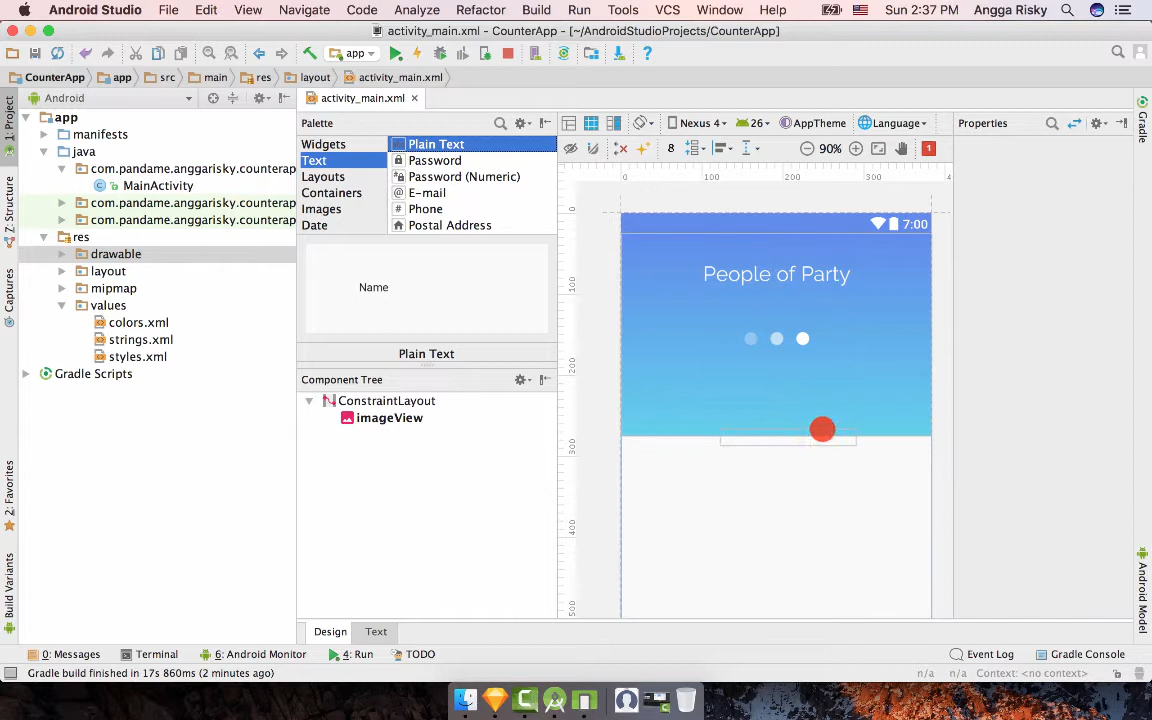 Android Studio File Edit View Navigate Code Analyze Refactor Build Run Tools VCS Window Help Sun 2:37 PM Angga Risky
activity_main.xml - CounterApp - [~/AndroidStudioProjects/CounterApp]
app
CounterApp app src main res layout activity_main.xml
Android
activity_main.xml
1: Project
Z: Structure
Captures
2: Favorites
Build Variants
app
manifests
java
com.pandame.anggarisky.counterap
MainActivity
com.pandame.anggarisky.counterap
com.pandame.anggarisky.counterap
res
drawable
layout
mipmap
values
colors.xml
strings.xml
styles.xml
Gradle Scripts
Palette
Widgets
Text
Layouts
Containers
Images
Date
Plain Text
Password
Password (Numeric)
E-mail
Phone
Postal Address
Name
Plain Text
Component Tree
ConstraintLayout
imageView
Nexus 4 26 AppTheme Language
8 90% 1
0 100 200 300 4
0
100
200
300
400
500
7:00
People of Party
Properties
Gradle
Android Model
Design Text
0: Messages Terminal 6: Android Monitor 4: Run TODO Event Log Gradle Console
Gradle build finished in 17s 860ms (2 minutes ago) n/a n/a Context: <no context>